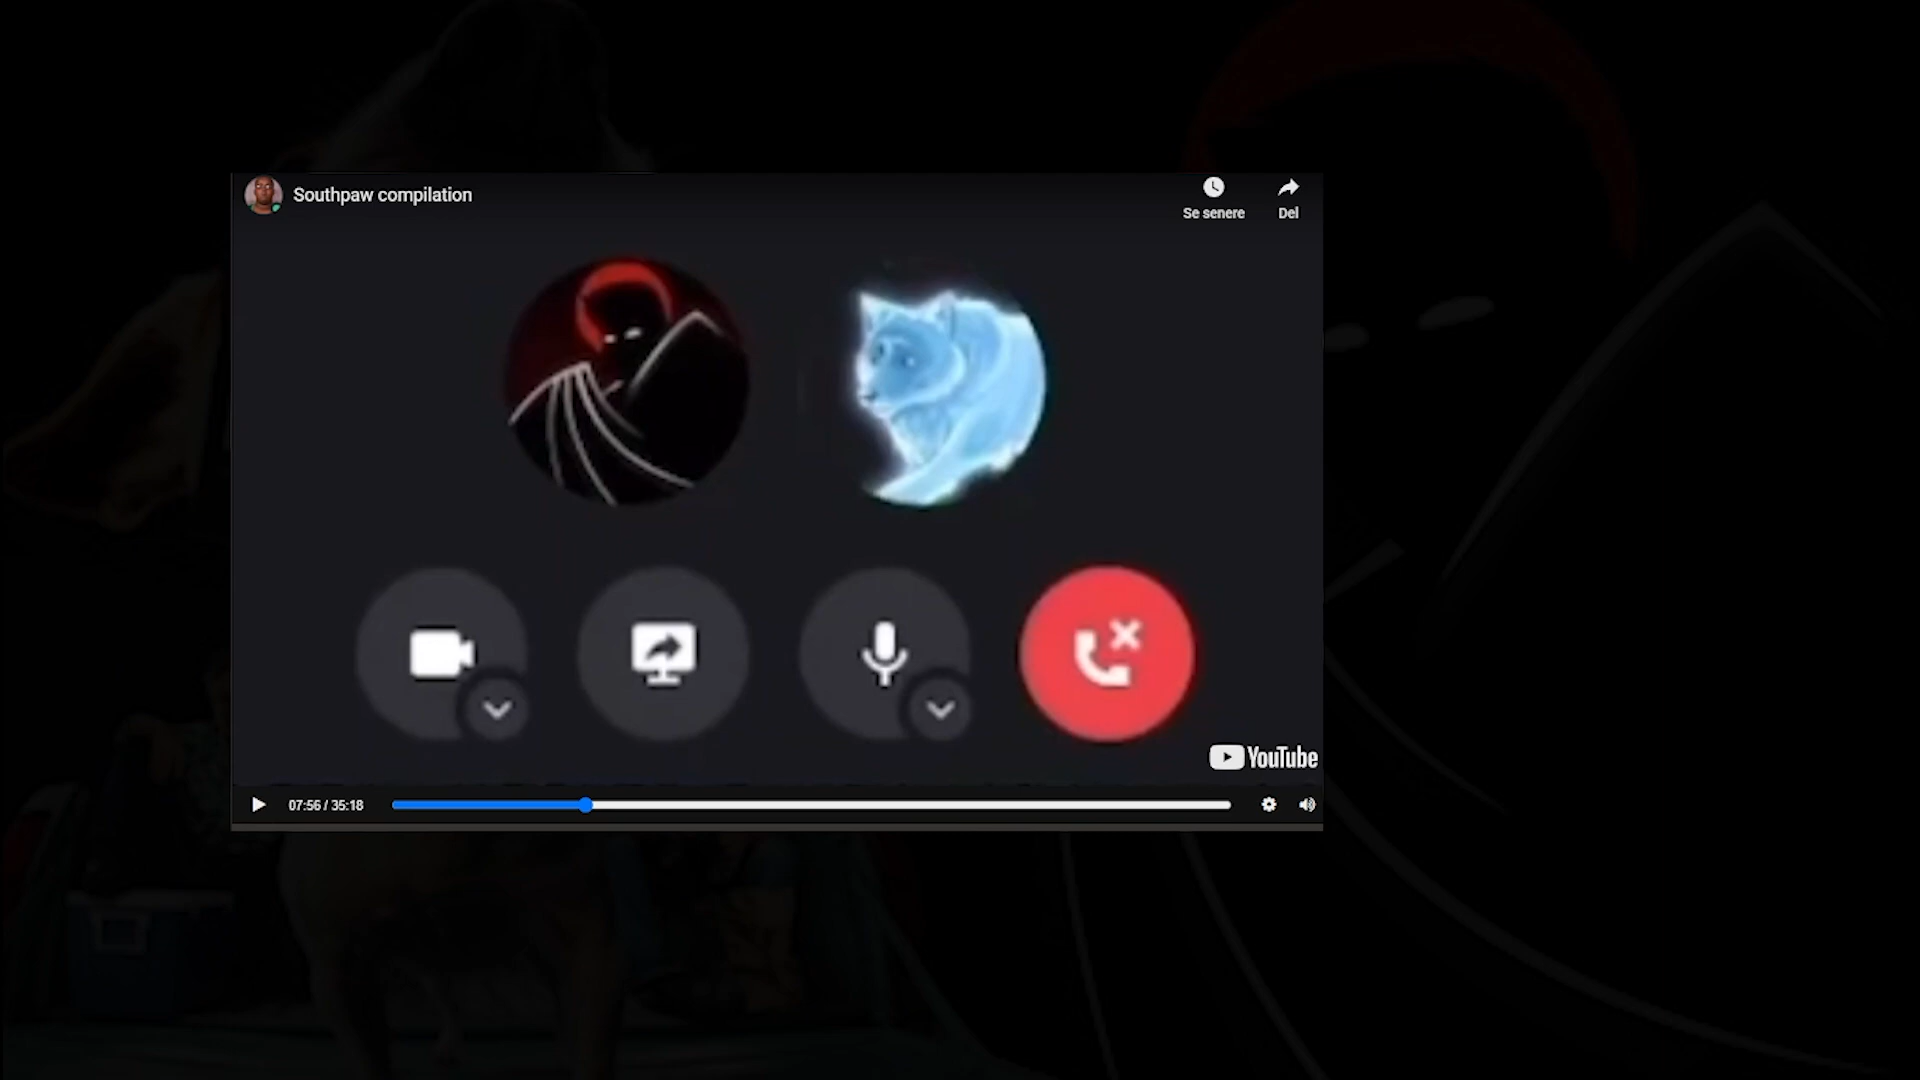 Southpaw compilation
Se senere
Del
YouTube
07:56 / 35:18